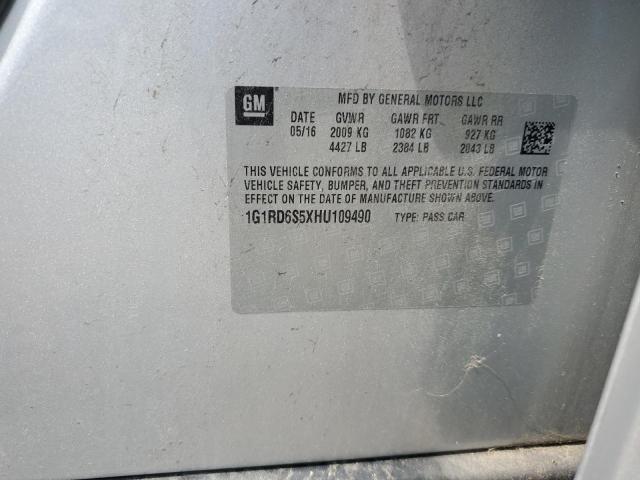 GM
MFD BY GENERAL MOTORS LLC
DATE GVWR GAWR FRT GAWR RR
05/16 2009 KG 1082 KG 927 KG
4427 LB 2384 LB 2043 LB
THIS VEHICLE CONFORMS TO ALL APPLICABLE U.S. FEDERAL MOTOR
VEHICLE SAFETY, BUMPER, AND THEFT PREVENTION STANDARDS IN
EFFECT ON THE DATE OF MANUFACTURE SHOWN ABOVE.
1G1RD6S5XHU109490 TYPE: PASS CAR